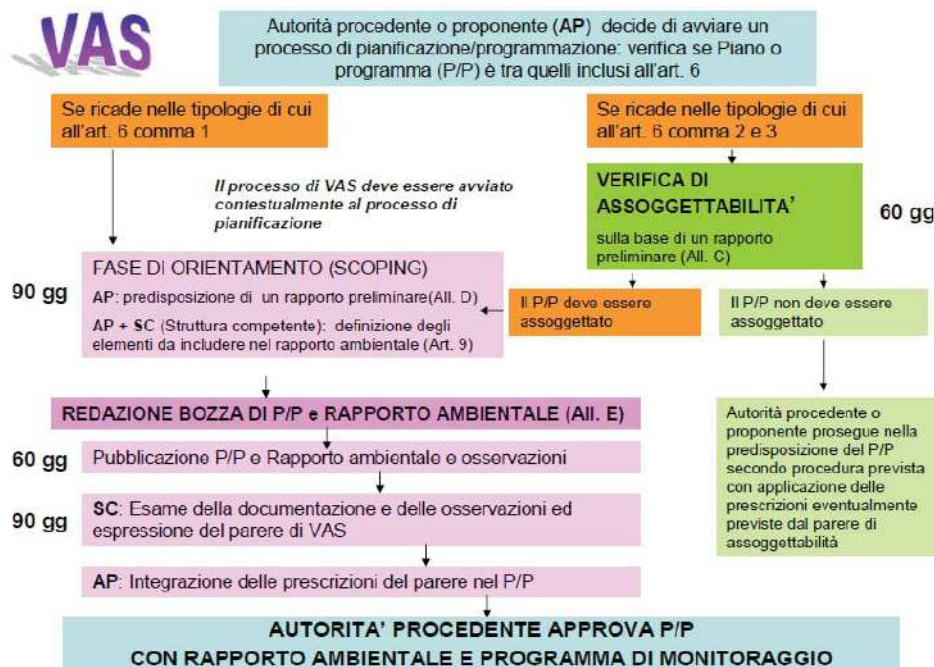 VAS
Autorità procedente o proponente (AP) decide di avviare un
processo di pianificazione/programmazione: verifica se Piano o
programma (P/P) è tra quelli inclusi all'art. 6
Se ricade nelle tipologie di cui
all'art. 6 comma 1
Se ricade nelle tipologie di cui
all'art. 6 comma 2 e 3
Il processo di VAS deve essere avviato
contestualmente al processo di
pianificazione
VERIFICA DI
ASSOGGETTABILITA'
sulla base di un rapporto
preliminare (All. C)
60 gg
90 gg
FASE DI ORIENTAMENTO (SCOPING)
AP: predisposizione di un rapporto preliminare(All. D)
AP + SC (Struttura competente): definizione degli
elementi da includere nel rapporto ambientale (Art. 9)
Il P/P deve essere
assoggettato
Il P/P non deve essere
assoggettato
REDAZIONE BOZZA DI P/P e RAPPORTO AMBIENTALE (All. E)
60 gg
Pubblicazione P/P e Rapporto ambientale e osservazioni
90 gg
SC: Esame della documentazione e delle osservazioni ed
espressione del parere di VAS
AP: Integrazione delle prescrizioni del parere nel P/P
Autorità procedente o
proponente prosegue nella
predisposizione del P/P
secondo procedura prevista
con applicazione delle
prescrizioni eventualmente
previste dal parere di
assoggettabilità
AUTORITA' PROCEDENTE APPROVA P/P
CON RAPPORTO AMBIENTALE E PROGRAMMA DI MONITORAGGIO